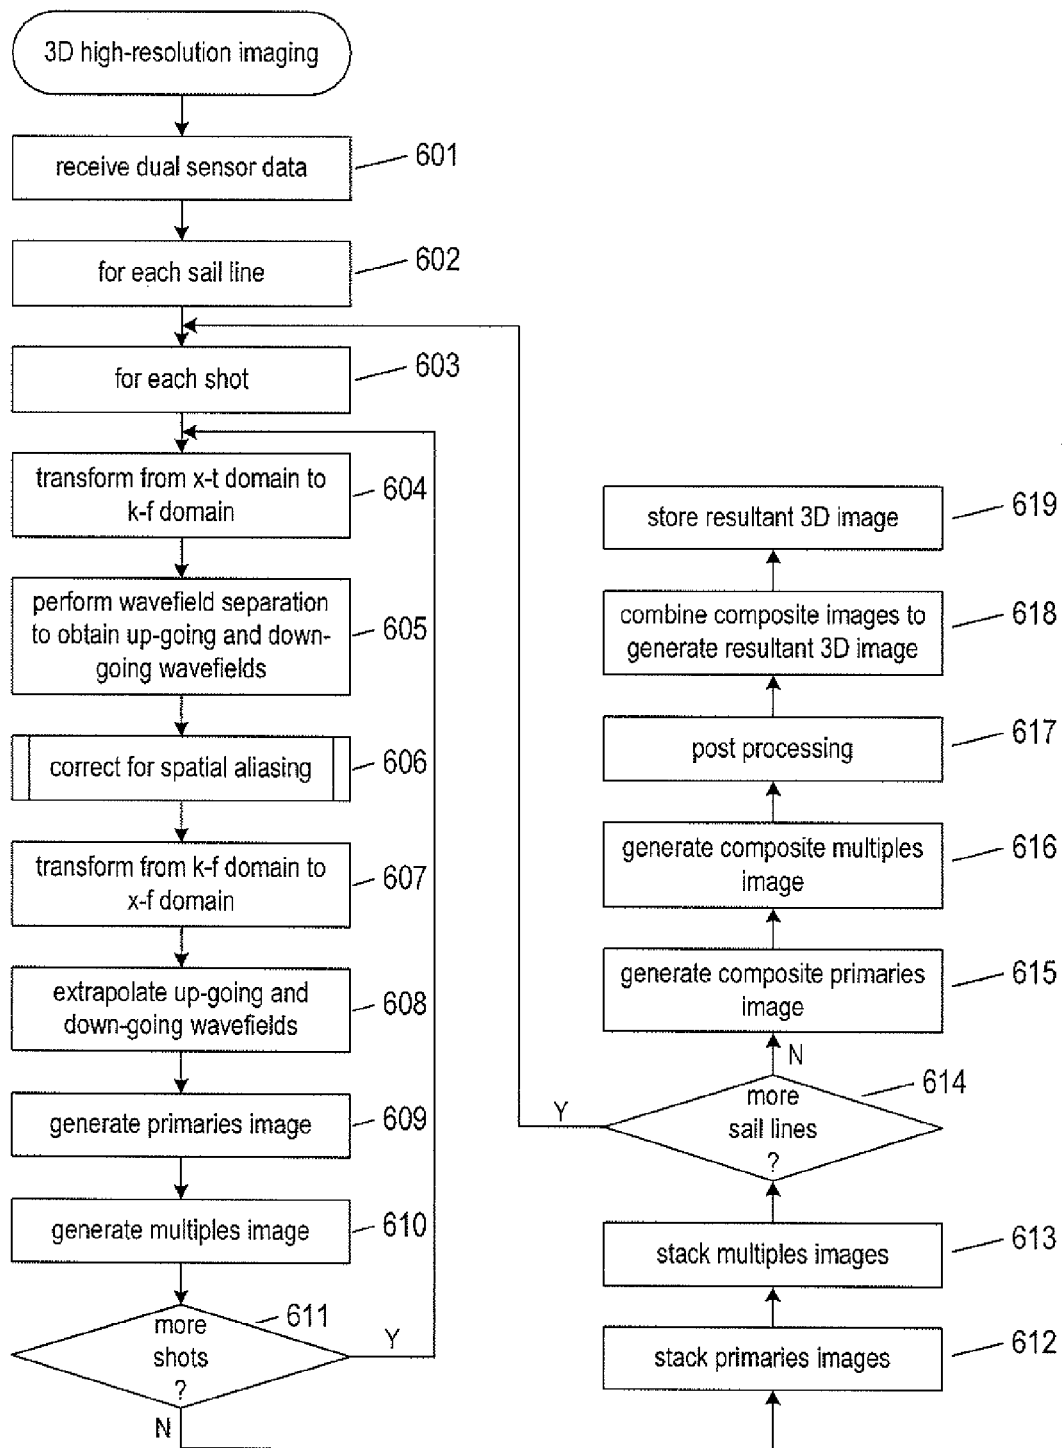 3D high-resolution imaging
receive dual sensor data
601
for each sail line
602
for each shot
603
transform from x-t domain to
k-f domain
604
perform wavefield separation
to obtain up-going and down-
going wavefields
605
correct for spatial aliasing
606
transform from k-f domain to
x-f domain
607
extrapolate up-going and
down-going wavefields
608
generate primaries image
609
generate multiples image
610
more
shots
?
611
Y
N
store resultant 3D image
619
combine composite images to
generate resultant 3D image
618
post processing
617
generate composite multiples
image
616
generate composite primaries
image
615
N
more
sail lines
?
614
Y
stack multiples images
613
stack primaries images
612